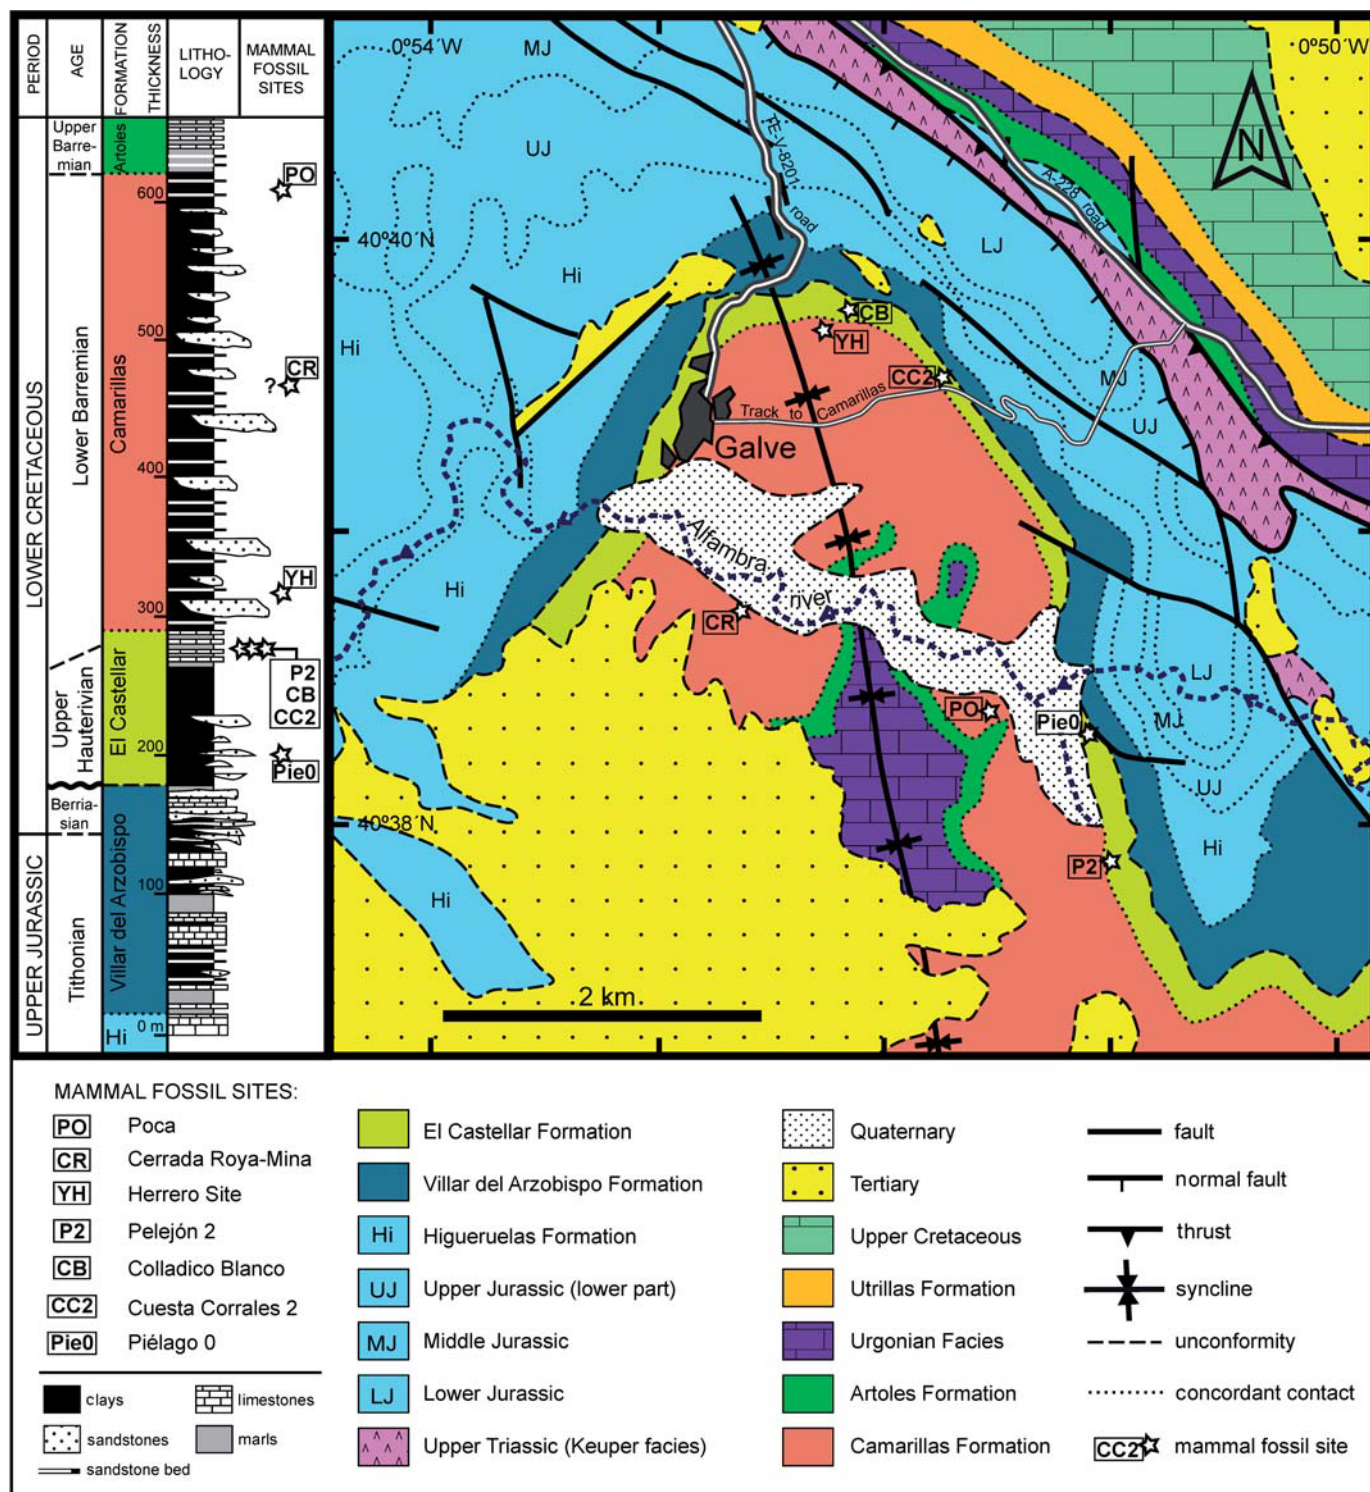 PERIOD
AGE
FORMATION
THICKNESS
LITHO-
LOGY
MAMMAL
FOSSIL
SITES
LOWER CRETACEOUS
UPPER JURASSIC
Upper
Barre-
mian
Lower Barremian
Upper
Hauterivian
Berria-
sian
Tithonian
Artoles
Camarillas
El Castellar
Villar del Arzobispo
Hi
600
500
400
300
200
100
0 m
PO
?
CR
YH
P2
CB
CC2
Pie0
0º54´W
0º50´W
40º40´N
40º38´N
MJ
UJ
Hi
Hi
Hi
Hi
TE-V-8201
road
LJ
A-228 road
N
CB
YH
CC2
Track to Camarillas
Galve
MJ
UJ
Alfambra
river
CR
PO
Pie0
P2
LJ
MJ
UJ
Hi
2 km
MAMMAL FOSSIL SITES:
PO Poca
CR Cerrada Roya-Mina
YH Herrero Site
P2 Pelejón 2
CB Colladico Blanco
CC2 Cuesta Corrales 2
Pie0 Piélago 0
clays
limestones
sandstones
marls
sandstone bed
El Castellar Formation
Villar del Arzobispo Formation
Hi Higueruelas Formation
UJ Upper Jurassic (lower part)
MJ Middle Jurassic
LJ Lower Jurassic
Upper Triassic (Keuper facies)
Quaternary
Tertiary
Upper Cretaceous
Utrillas Formation
Urgonian Facies
Artoles Formation
Camarillas Formation
fault
normal fault
thrust
syncline
unconformity
concordant contact
CC2 mammal fossil site